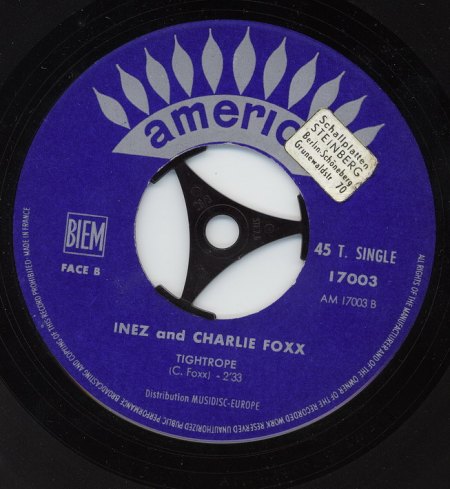 americ
Schallplatten
STEINBERG
Berlin-Schöneberg
Grunewaldstr 70
BIEM
FACE B
45 T. SINGLE
17003
AM 17003 B
INEZ and CHARLIE FOXX
TIGHTROPE
(C. Foxx) - 2'33
Distribution MUSIDISC-EUROPE
ALL RIGHTS OF THE MANUFACTURER AND OF THE OWNER OF THE RECORDED WORK RESERVED UNAUTHORIZED PUBLIC PERFORMANCE BROADCASTING AND COPYING OF THIS RECORD PROHIBITED · MADE IN FRANCE